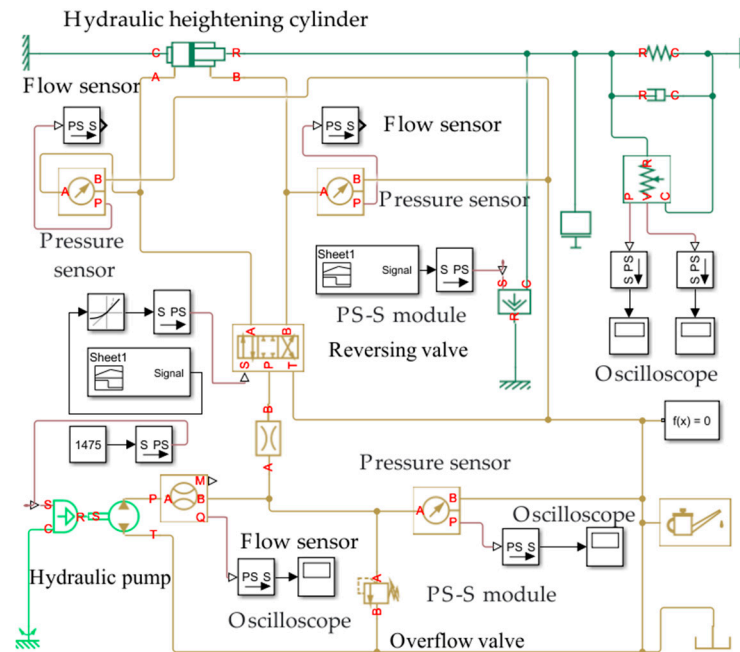 Hydraulic heightening cylinder
C R
A B
R C
Flow sensor
R C
PS S
PS S
Flow sensor
A B P
A B P
Pressure sensor
R
P V C
Pressure
sensor
Sheet1
Signal
S PS
S C
R
S PS
S PS
PS-S module
S PS
A B
Reversing valve
Sheet1
Signal
S P T
Oscilloscope
B
f(x) = 0
1475
S PS
A
Pressure sensor
M
S
P A B
A B
C
R S
Q
P
Oscilloscope
T
Flow sensor
PS S
Hydraulic pump
PS S
A
PS-S module
Oscilloscope
B
Overflow valve